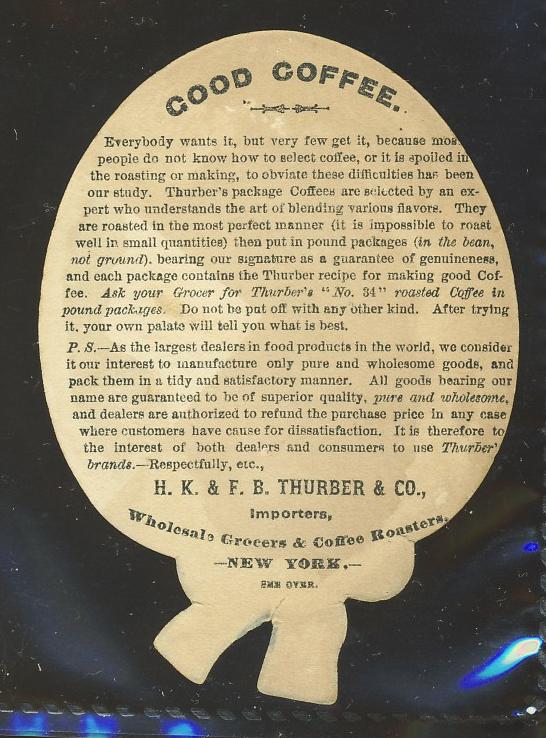 GOOD COFFEE.
Everybody wants it, but very few get it, because mos
people do not know how to select coffee, or it is spoiled in
the roasting or making, to obviate these difficulties has been
our study. Thurber's package Coffees are selected by an ex-
pert who understands the art of blending various flavors. They
are roasted in the most perfect manner (it is impossible to roast
well in small quantities) then put in pound packages (in the bean,
not ground). bearing our signature as a guarantee of genuineness,
and each package contains the Thurber recipe for making good Cof-
fee. Ask your Grocer for Thurber's "No. 34" roasted Coffee in
pound packages. Do not be put off with any other kind. After trying
it. your own palate will tell you what is best.
P. S.—As the largest dealers in food products in the world, we consider
it our interest to manufacture only pure and wholesome goods, and
pack them in a tidy and satisfactory manner. All goods bearing our
name are guaranteed to be of superior quality, pure and wholesome,
and dealers are authorized to refund the purchase price in any case
where customers have cause for dissatisfaction. It is therefore to
the interest of both dealers and consumers to use Thurber'
brands.—Respectfully, etc.,
H. K. & F. B. THURBER & CO.,
Importers,
Wholesale Grocers & Coffee Roasters,
—NEW YORK.—
SEE OVER.